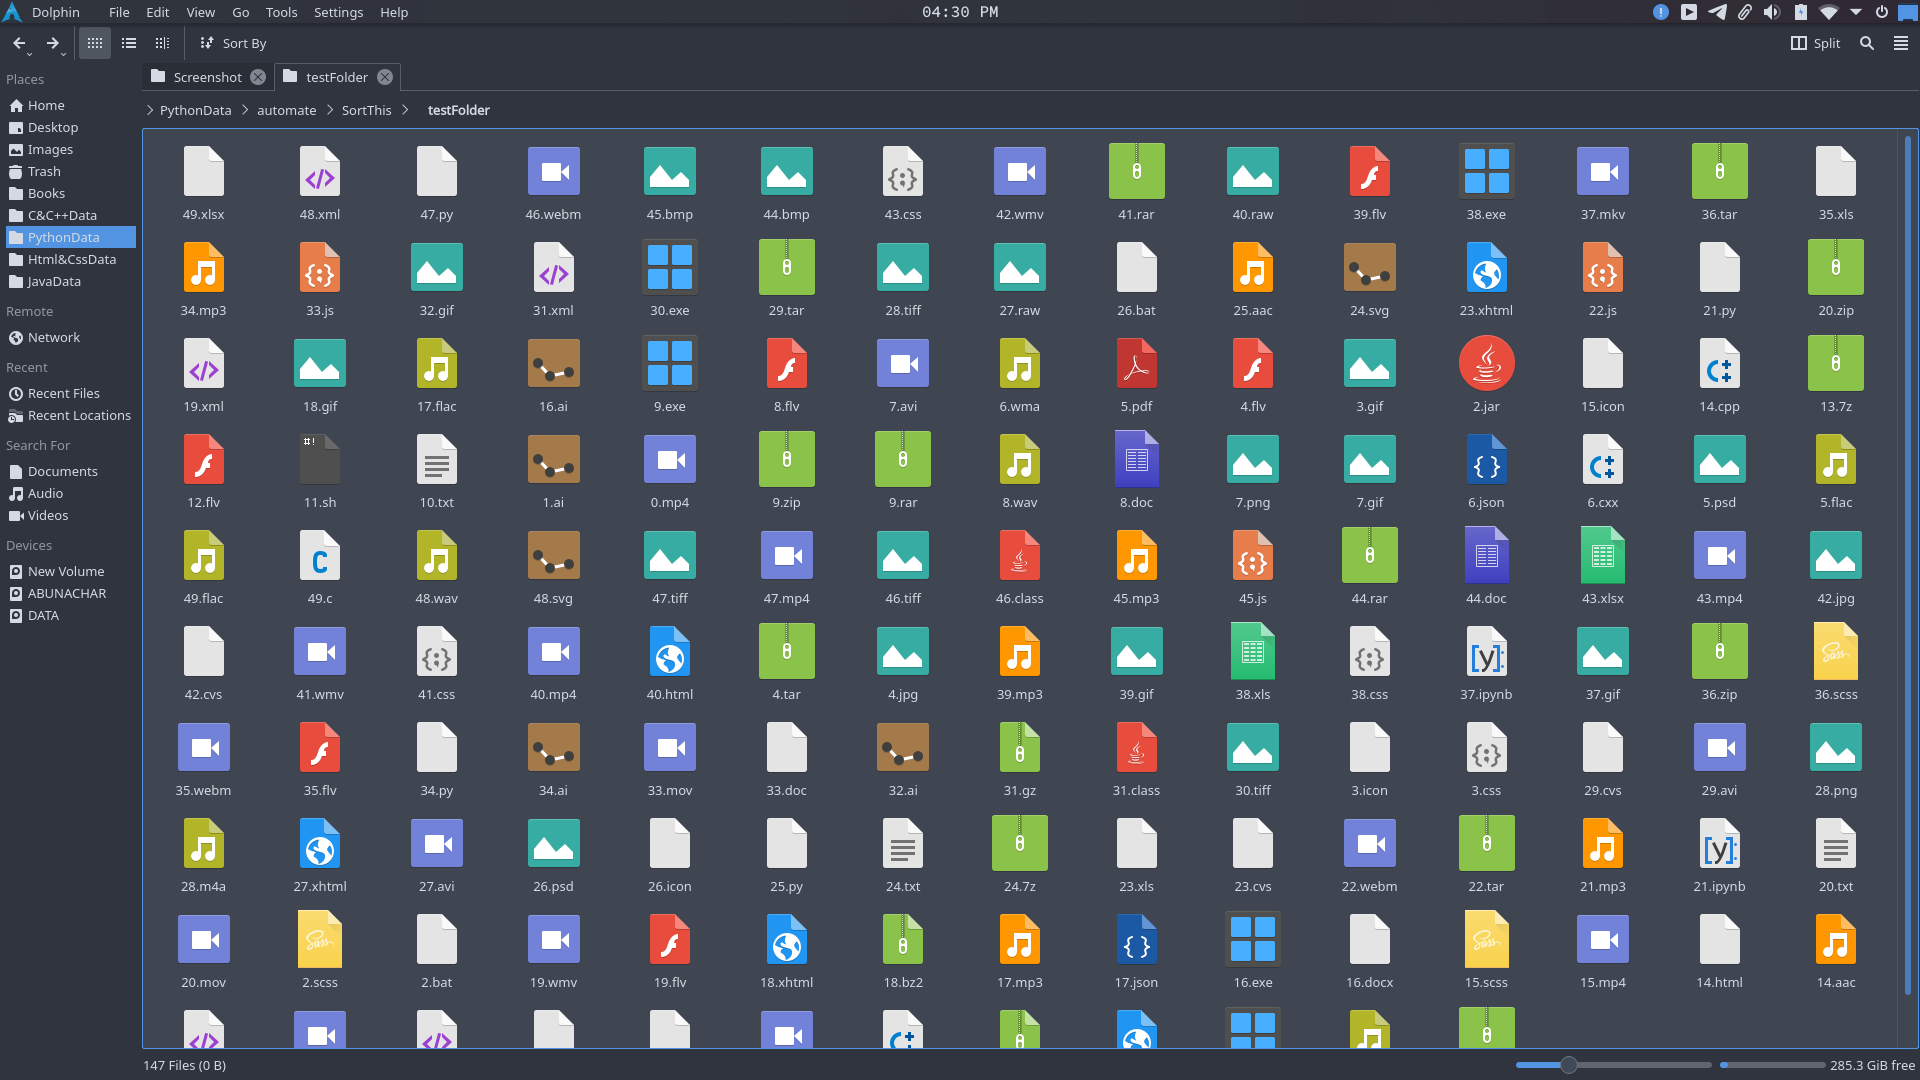 Dolphin File Edit View Go Tools Settings Help 04:30 PM
Sort By Split
Places Screenshot testFolder
PythonData automate SortThis testFolder
Home
Desktop
Images
Trash
Books
C&C++Data
PythonData
Html&CssData
JavaData
Remote
Network
Recent
Recent Files
Recent Locations
Search For
Documents
Audio
Videos
Devices
New Volume
ABUNACHAR
DATA
49.xlsx 48.xml 47.py 46.webm 45.bmp 44.bmp 43.css 42.wmv 41.rar 40.raw 39.flv 38.exe 37.mkv 36.tar 35.xls
34.mp3 33.js 32.gif 31.xml 30.exe 29.tar 28.tiff 27.raw 26.bat 25.aac 24.svg 23.xhtml 22.js 21.py 20.zip
19.xml 18.gif 17.flac 16.ai 9.exe 8.flv 7.avi 6.wma 5.pdf 4.flv 3.gif 2.jar 15.icon 14.cpp 13.7z
12.flv 11.sh 10.txt 1.ai 0.mp4 9.zip 9.rar 8.wav 8.doc 7.png 7.gif 6.json 6.cxx 5.psd 5.flac
49.flac 49.c 48.wav 48.svg 47.tiff 47.mp4 46.tiff 46.class 45.mp3 45.js 44.rar 44.doc 43.xlsx 43.mp4 42.jpg
42.cvs 41.wmv 41.css 40.mp4 40.html 4.tar 4.jpg 39.mp3 39.gif 38.xls 38.css 37.ipynb 37.gif 36.zip 36.scss
35.webm 35.flv 34.py 34.ai 33.mov 33.doc 32.ai 31.gz 31.class 30.tiff 3.icon 3.css 29.cvs 29.avi 28.png
28.m4a 27.xhtml 27.avi 26.psd 26.icon 25.py 24.txt 24.7z 23.xls 23.cvs 22.webm 22.tar 21.mp3 21.ipynb 20.txt
20.mov 2.scss 2.bat 19.wmv 19.flv 18.xhtml 18.bz2 17.mp3 17.json 16.exe 16.docx 15.scss 15.mp4 14.html 14.aac
147 Files (0 B) 285.3 GiB free